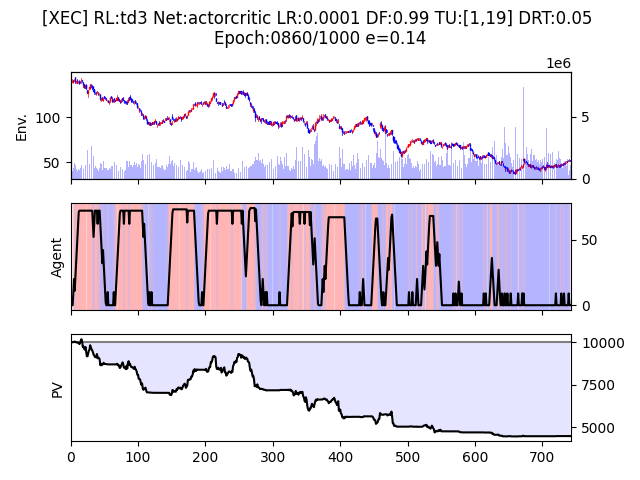 [XEC] RL:td3 Net:actorcritic LR:0.0001 DF:0.99 TU:[1,19] DRT:0.05
Epoch:0860/1000 e=0.14
1e6
Env.
100
50
5
0
Agent
50
0
PV
10000
7500
5000
0 100 200 300 400 500 600 700